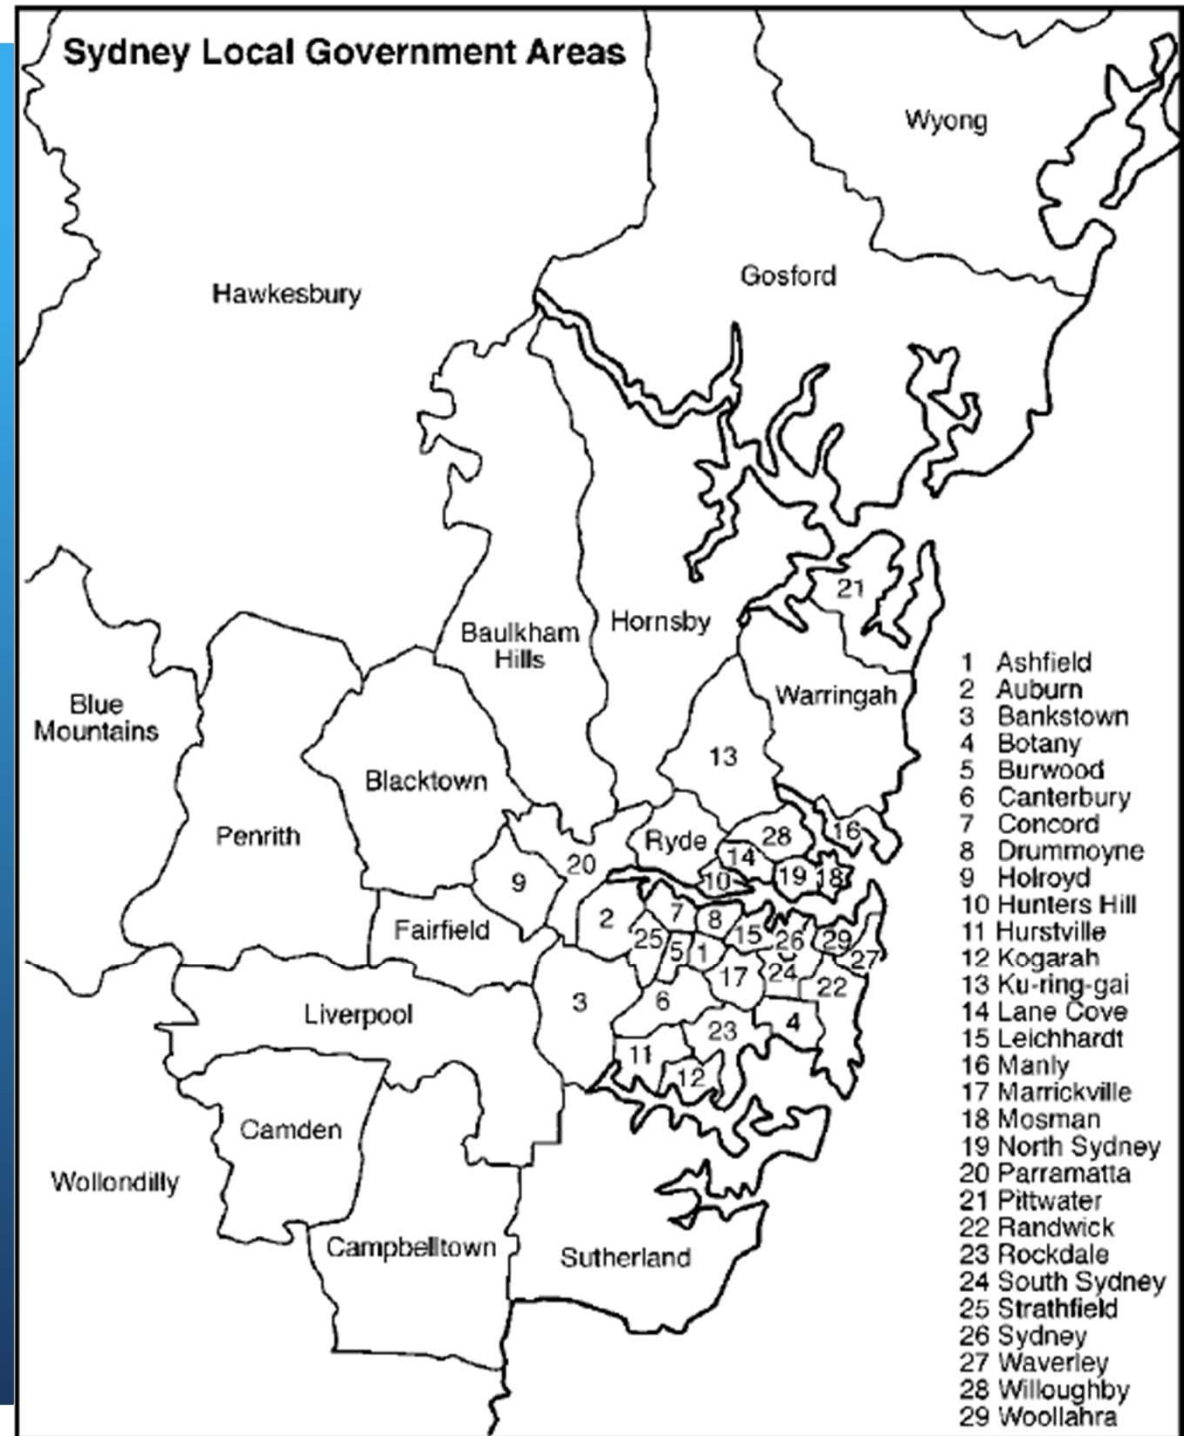 Sydney Local Government Areas
Wyong
Gosford
Hawkesbury
21
Hornsby
Baulkham
Hills
Warringah
Blue
Mountains
13
Blacktown
Penrith
Ryde
28
16
14
20
9
10
19
18
2
7
8
Fairfield
25
15
26
29
5
1
27
17
24
22
3
6
Liverpool
23
4
11
12
Camden
Wollondilly
Campbelltown
Sutherland
1 Ashfield
2 Auburn
3 Bankstown
4 Botany
5 Burwood
6 Canterbury
7 Concord
8 Drummoyne
9 Holroyd
10 Hunters Hill
11 Hurstville
12 Kogarah
13 Ku-ring-gai
14 Lane Cove
15 Leichhardt
16 Manly
17 Marrickville
18 Mosman
19 North Sydney
20 Parramatta
21 Pittwater
22 Randwick
23 Rockdale
24 South Sydney
25 Strathfield
26 Sydney
27 Waverley
28 Willoughby
29 Woollahra